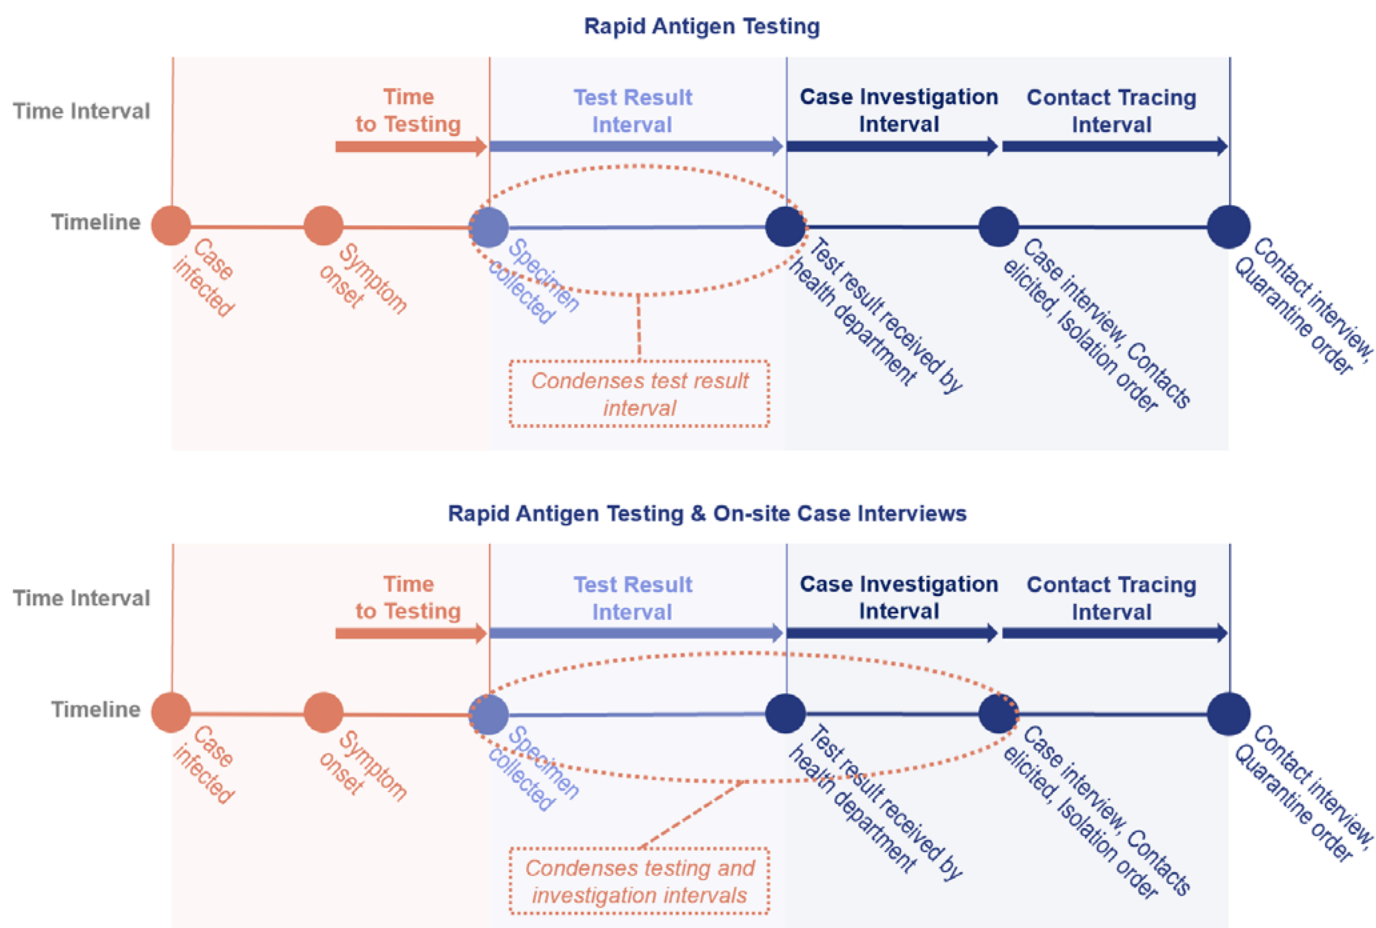 Rapid Antigen Testing
Time Interval
Time
to Testing
Test Result
Interval
Case Investigation
Interval
Contact Tracing
Interval
Timeline
Case
infected
Symptom
onset
Specimen
collected
Test result received by
health department
Case interview, Contacts
elicited, Isolation order
Contact interview,
Quarantine order
Condenses test result
interval
Rapid Antigen Testing & On-site Case Interviews
Time Interval
Time
to Testing
Test Result
Interval
Case Investigation
Interval
Contact Tracing
Interval
Timeline
Case
infected
Symptom
onset
Specimen
collected
Test result received by
health department
Case interview, Contacts
elicited, Isolation order
Contact interview,
Quarantine order
Condenses testing and
investigation intervals